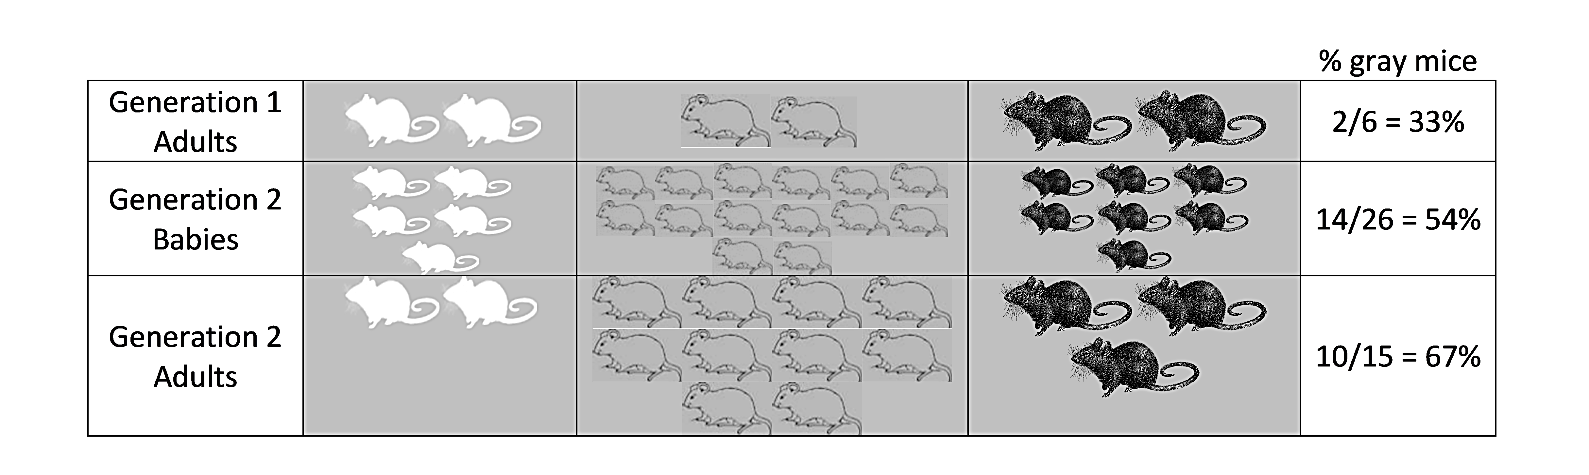 % gray mice
Generation 1
Adults
2/6 = 33%
Generation 2
Babies
14/26 = 54%
Generation 2
Adults
10/15 = 67%